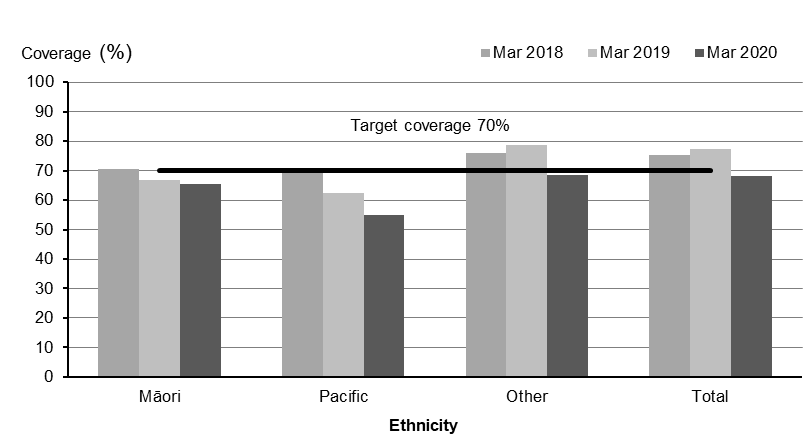 Coverage (%)
Mar 2018 Mar 2019 Mar 2020
100
90
Target coverage 70%
80
70
60
50
40
30
20
10
0
Māori Pacific Other Total
Ethnicity